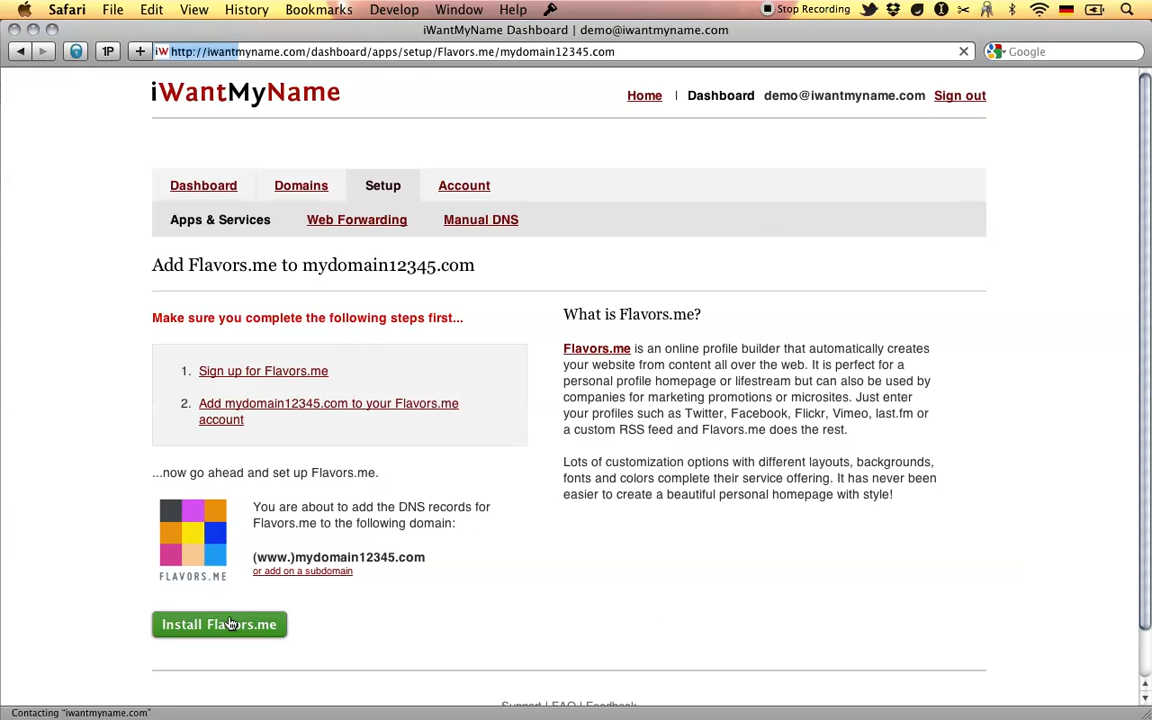 Safari File Edit View History Bookmarks Develop Window Help Stop Recording
iWantMyName Dashboard | demo@iwantmyname.com
1P + iW http://iwantmyname.com/dashboard/apps/setup/Flavors.me/mydomain12345.com Google
iWantMyName
Home | Dashboard demo@iwantmyname.com Sign out
Dashboard Domains Setup Account
Apps & Services Web Forwarding Manual DNS
Add Flavors.me to mydomain12345.com
Make sure you complete the following steps first...
1. Sign up for Flavors.me
2. Add mydomain12345.com to your Flavors.me
account
...now go ahead and set up Flavors.me.
FLAVORS.ME
You are about to add the DNS records for
Flavors.me to the following domain:
(www.)mydomain12345.com
or add on a subdomain
Install Flavors.me
What is Flavors.me?
Flavors.me is an online profile builder that automatically creates
your website from content all over the web. It is perfect for a
personal profile homepage or lifestream but can also be used by
companies for marketing promotions or microsites. Just enter
your profiles such as Twitter, Facebook, Flickr, Vimeo, last.fm or
a custom RSS feed and Flavors.me does the rest.
Lots of customization options with different layouts, backgrounds,
fonts and colors complete their service offering. It has never been
easier to create a beautiful personal homepage with style!
Support | FAQ | Feedback
Contacting "iwantmyname.com"